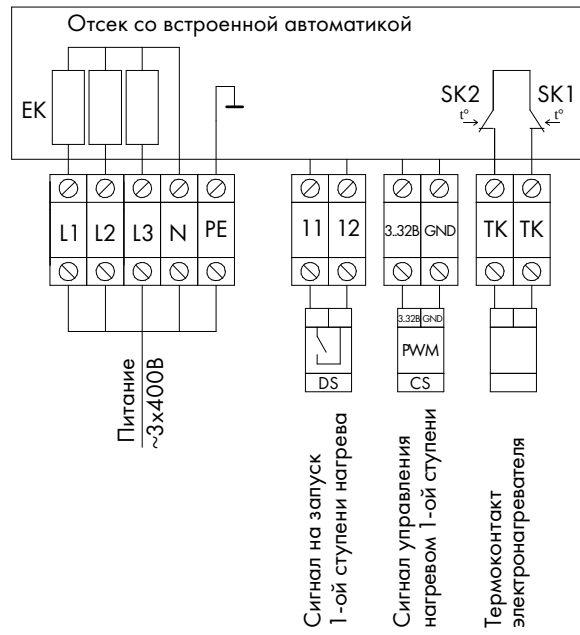 Отсек со встроенной автоматикой
EK
SK2 SK1
t° t°
L1 L2 L3 N PE
11 12
3..32В GND
TK TK
3.32В GND
PWM
DS
CS
Питание
~3x400В
Сигнал на запуск
1-ой ступени нагрева
Сигнал управления
нагревом 1-ой ступени
Термоконтакт
электронагревателя